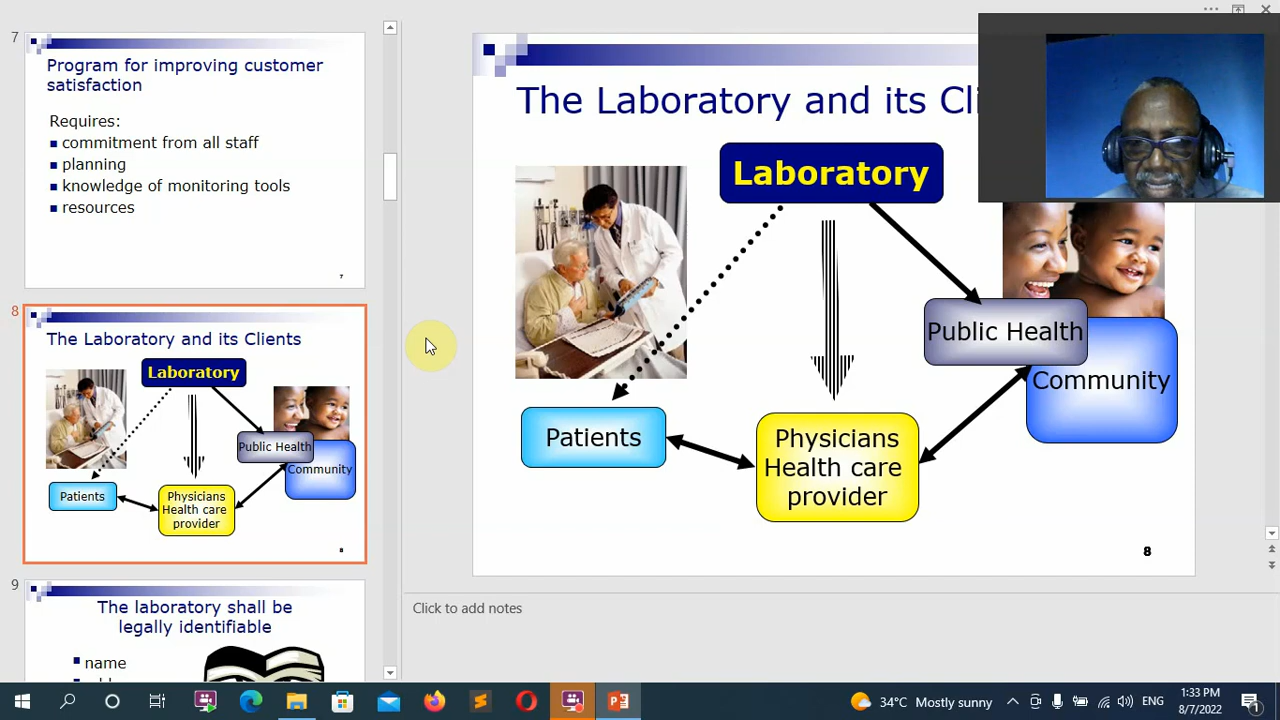 7
Program for improving customer
satisfaction
Requires:
commitment from all staff
planning
knowledge of monitoring tools
resources
7
8
The Laboratory and its Clients
Laboratory
Public Health
Community
Patients
Physicians
Health care
provider
8
9
The laboratory shall be
legally identifiable
name
The Laboratory and its Cli
Laboratory
Public Health
Community
Patients
Physicians
Health care
provider
8
Click to add notes
34°C Mostly sunny
ENG
1:33 PM
8/7/2022